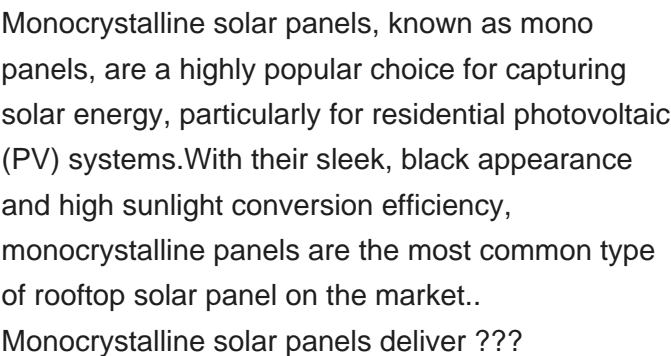 Monocrystalline solar panels, known as mono
panels, are a highly popular choice for capturing
solar energy, particularly for residential photovoltaic
(PV) systems.With their sleek, black appearance
and high sunlight conversion efficiency,
monocrystalline panels are the most common type
of rooftop solar panel on the market..
Monocrystalline solar panels deliver ???